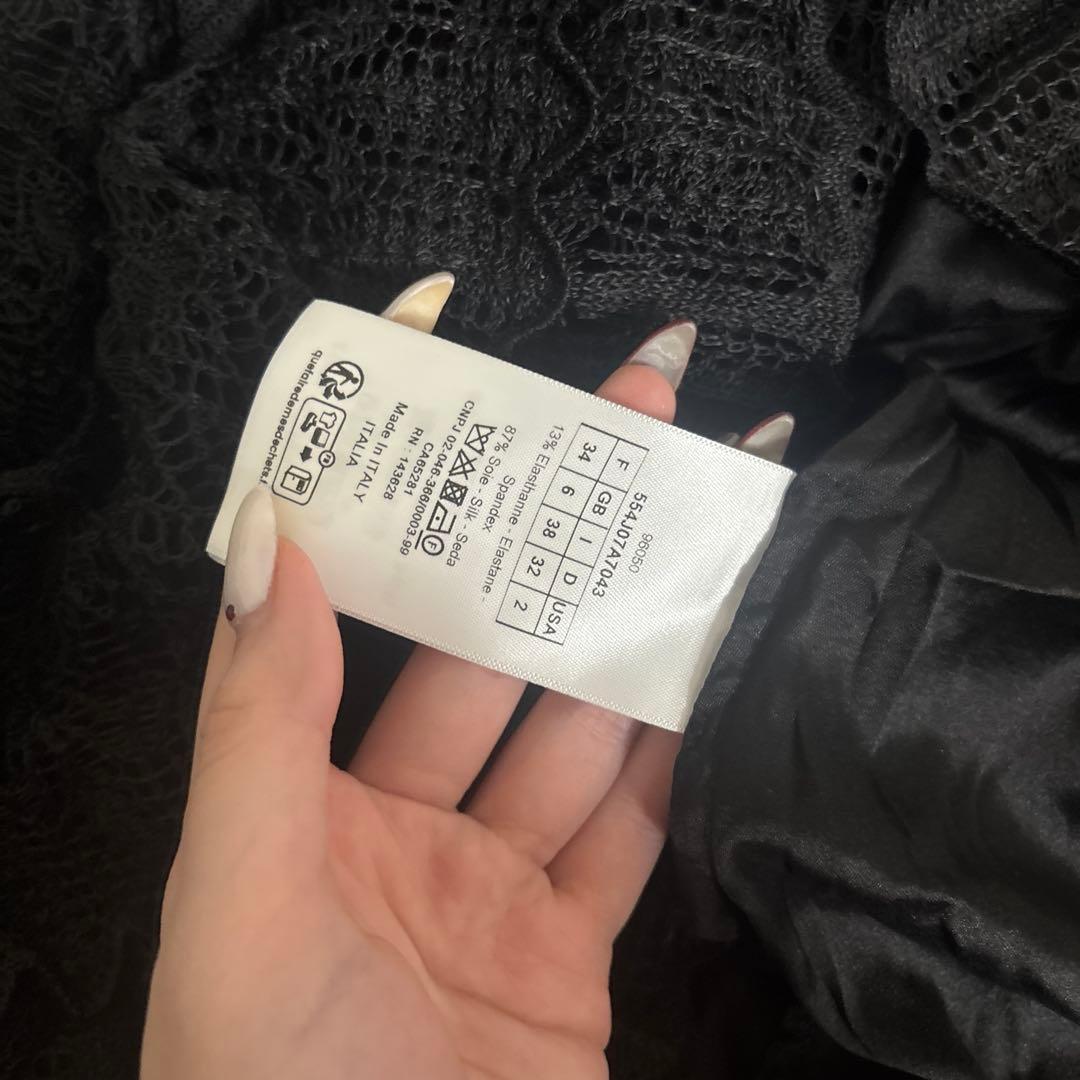 96050
554J07A7043
F GB I D USA
34 6 38 32 2
13% Elasthanne - Elastane -
Spandex
87% Soie - Silk - Seda
F
CNPJ 02-046-366/0003-99
CA65281
RN : 143628
Made in ITALY
ITALIA
quefairedemesdechets.